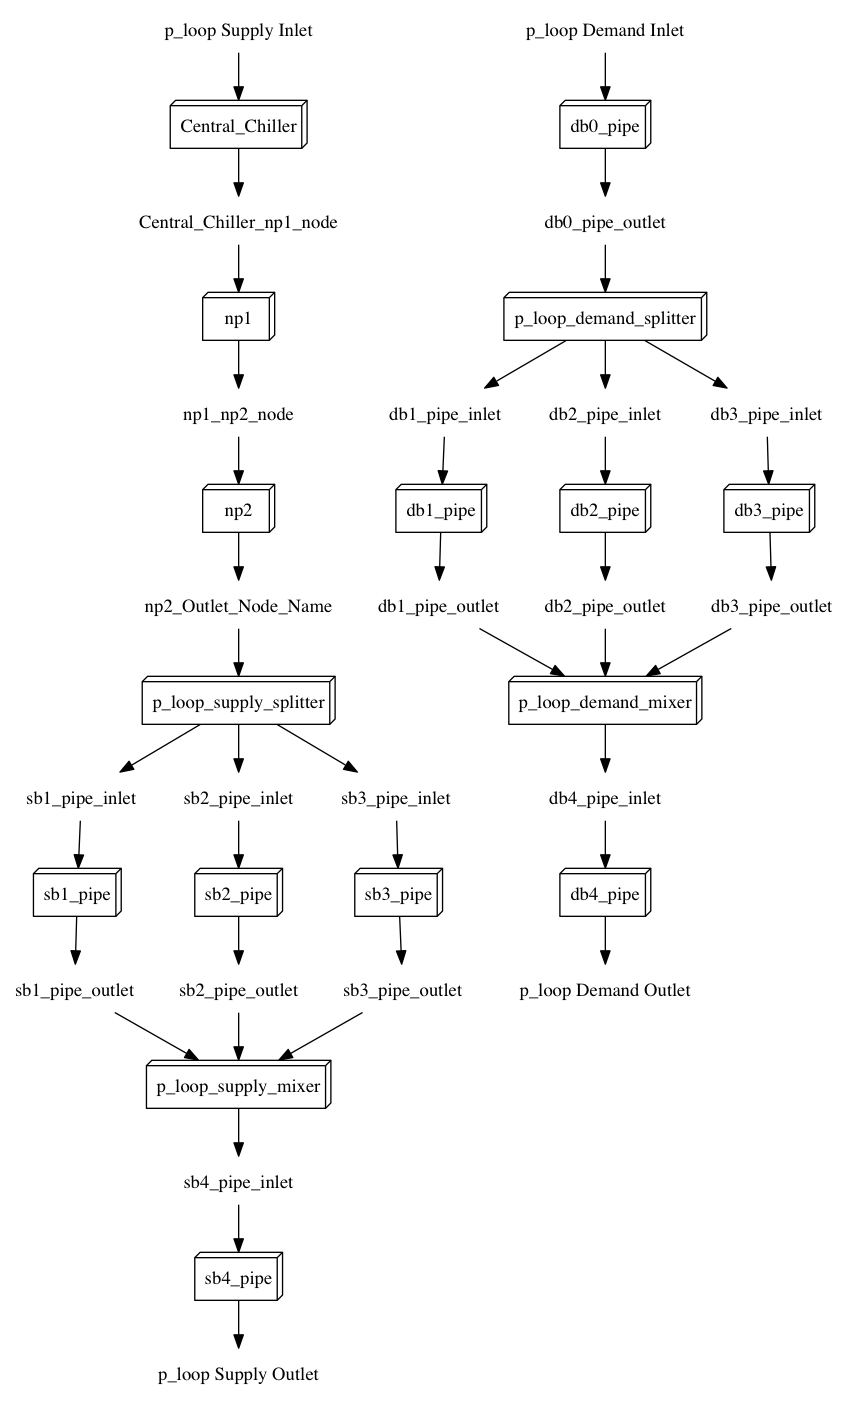 p_loop Supply Inlet
p_loop Demand Inlet
Central_Chiller
db0_pipe
Central_Chiller_np1_node
db0_pipe_outlet
np1
p_loop_demand_splitter
np1_np2_node
db1_pipe_inlet
db2_pipe_inlet
db3_pipe_inlet
np2
db1_pipe
db2_pipe
db3_pipe
np2_Outlet_Node_Name
db1_pipe_outlet
db2_pipe_outlet
db3_pipe_outlet
p_loop_supply_splitter
p_loop_demand_mixer
sb1_pipe_inlet
sb2_pipe_inlet
sb3_pipe_inlet
db4_pipe_inlet
sb1_pipe
sb2_pipe
sb3_pipe
db4_pipe
sb1_pipe_outlet
sb2_pipe_outlet
sb3_pipe_outlet
p_loop Demand Outlet
p_loop_supply_mixer
sb4_pipe_inlet
sb4_pipe
p_loop Supply Outlet